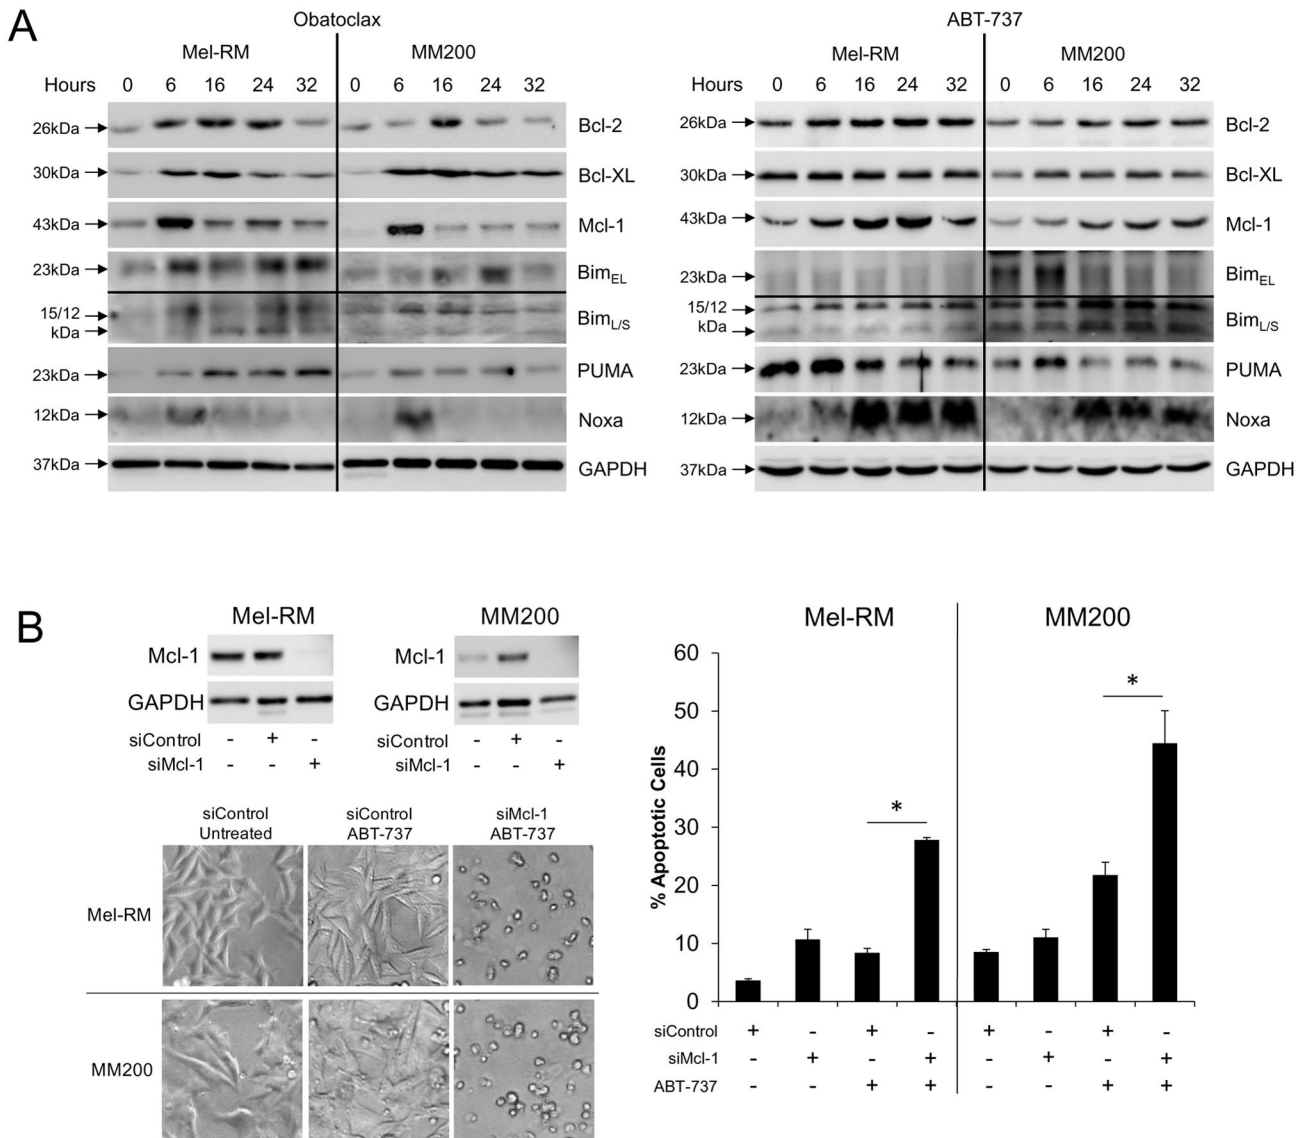 A
Obatoclax
Mel-RM MM200
Hours 0 6 16 24 32 0 6 16 24 32
26kDa Bcl-2
30kDa Bcl-XL
43kDa Mcl-1
23kDa BimEL
15/12 kDa BimL/S
23kDa PUMA
12kDa Noxa
37kDa GAPDH
ABT-737
Mel-RM MM200
Hours 0 6 16 24 32 0 6 16 24 32
26kDa Bcl-2
30kDa Bcl-XL
43kDa Mcl-1
23kDa BimEL
15/12 kDa BimL/S
23kDa PUMA
12kDa Noxa
37kDa GAPDH
B
Mel-RM
Mcl-1
GAPDH
siControl - + -
siMcl-1 - - +
MM200
Mcl-1
GAPDH
siControl - + -
siMcl-1 - - +
siControl Untreated
siControl ABT-737
siMcl-1 ABT-737
Mel-RM
MM200
Mel-RM MM200
% Apoptotic Cells
60
50
40
30
20
10
0
* *
siControl + - + - + - + -
siMcl-1 - + - + - + - +
ABT-737 - - + + - - + +